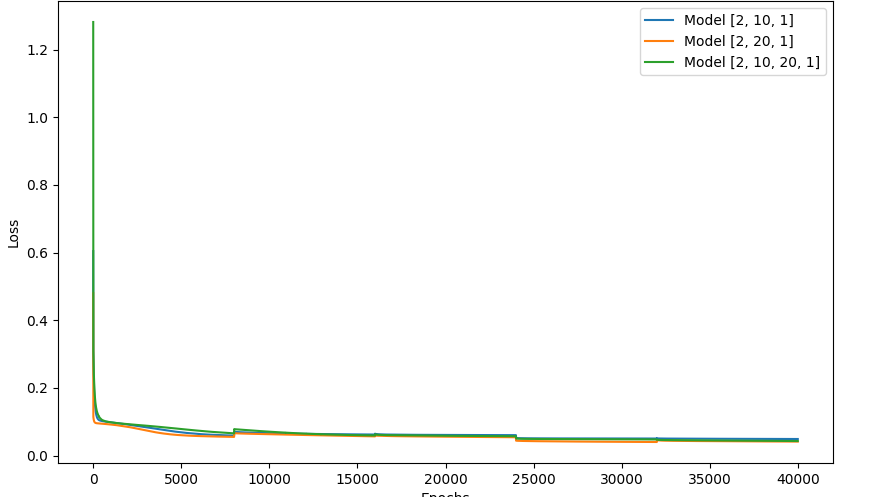 Model [2, 10, 1]
Model [2, 20, 1]
Model [2, 10, 20, 1]
1.2
1.0
0.8
0.6
0.4
0.2
0.0
Loss
0 5000 10000 15000 20000 25000 30000 35000 40000
Epochs